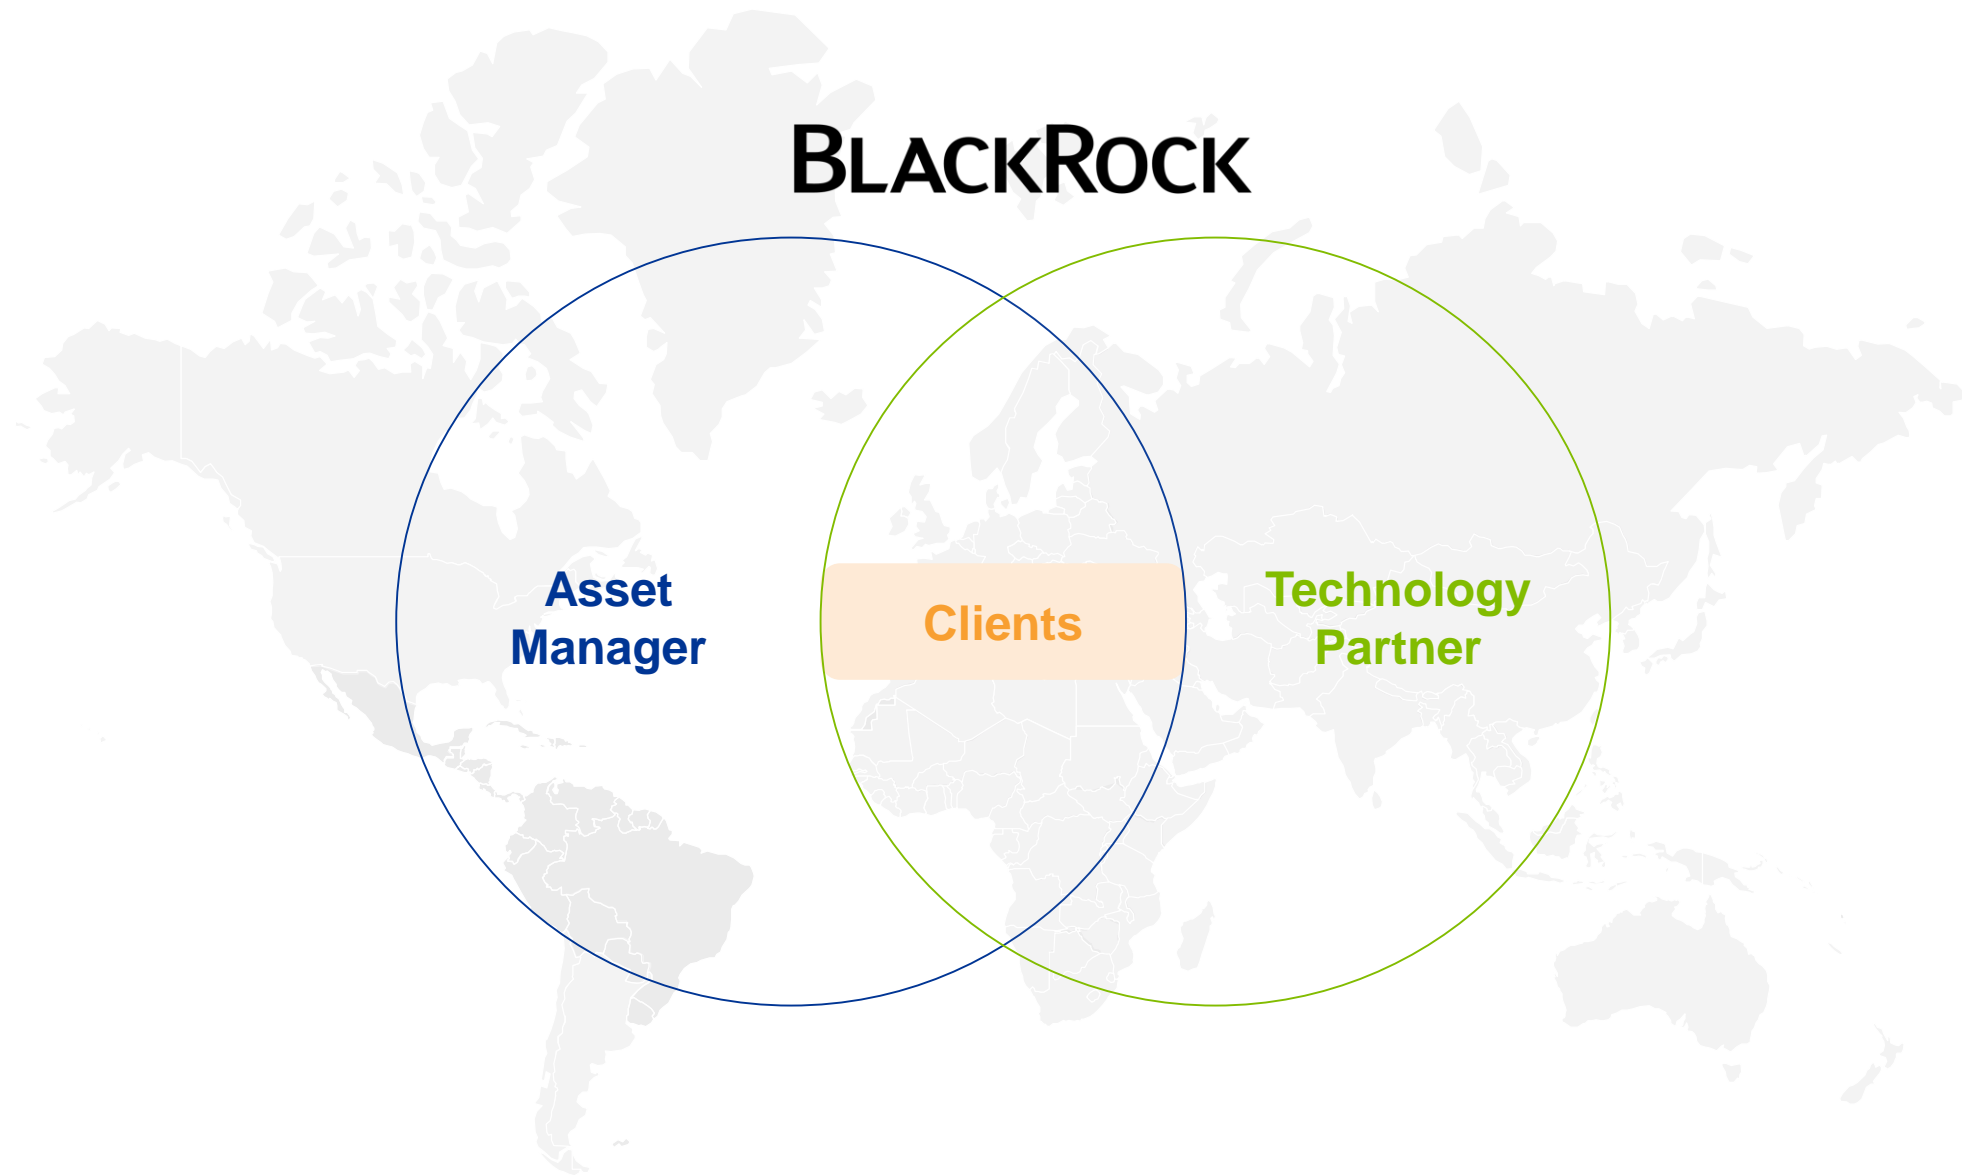 BLACKROCK
Asset
Manager
Clients
Technology
Partner